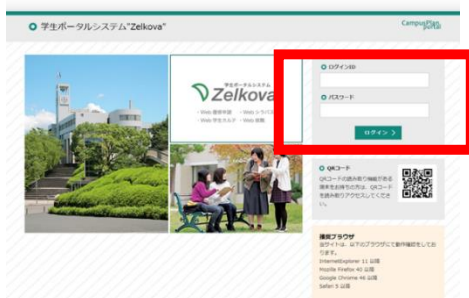 学生ポータルシステム"Zelkova"
CampusPlan
portal
学生ポータルシステム
Zelkova
・Web 履修申請
・Web シラバス
・Web 学生カルテ
・Web 就職
ログインID
パスワード
ログイン
QRコード
QRコードの読み取り機能がある
端末をお持ちの方は、QRコード
を読み取りアクセスしてくださ
い。
推奨ブラウザ
当サイトは、以下のブラウザにて動作確認をしてお
ります。
InternetExplorer 11 以降
Mozilla Firefox 40 以降
Google Chrome 46 以降
Safari 5 以降